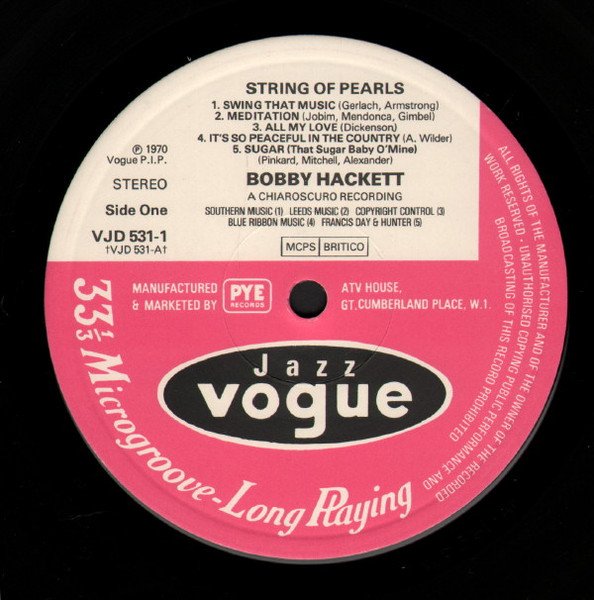 STRING OF PEARLS
1. SWING THAT MUSIC (Gerlach, Armstrong)
2. MEDITATION (Jobim, Mendonca, Gimbel)
3. ALL MY LOVE (Dickenson)
4. IT'S SO PEACEFUL IN THE COUNTRY (A. Wilder)
5. SUGAR (That Sugar Baby O'Mine)
(Pinkard, Mitchell, Alexander)
℗ 1970
Vogue P.I.P.
STEREO
Side One
VJD 531-1
†VJD 531-A†
BOBBY HACKETT
A CHIAROSCURO RECORDING
SOUTHERN MUSIC (1) LEEDS MUSIC (2) COPYRIGHT CONTROL (3)
BLUE RIBBON MUSIC (4) FRANCIS DAY & HUNTER (5)
MCPS BRITICO
MANUFACTURED
& MARKETED BY
PYE
RECORDS
ATV HOUSE,
GT. CUMBERLAND PLACE, W.1.
Jazz
vogue
33 1/3 Microgroove-Long Playing
ALL RIGHTS OF THE MANUFACTURER AND OF THE OWNER OF THE RECORDED
WORK RESERVED · UNAUTHORISED COPYING PUBLIC PERFORMANCE AND
BROADCASTING OF THIS RECORD PROHIBITED